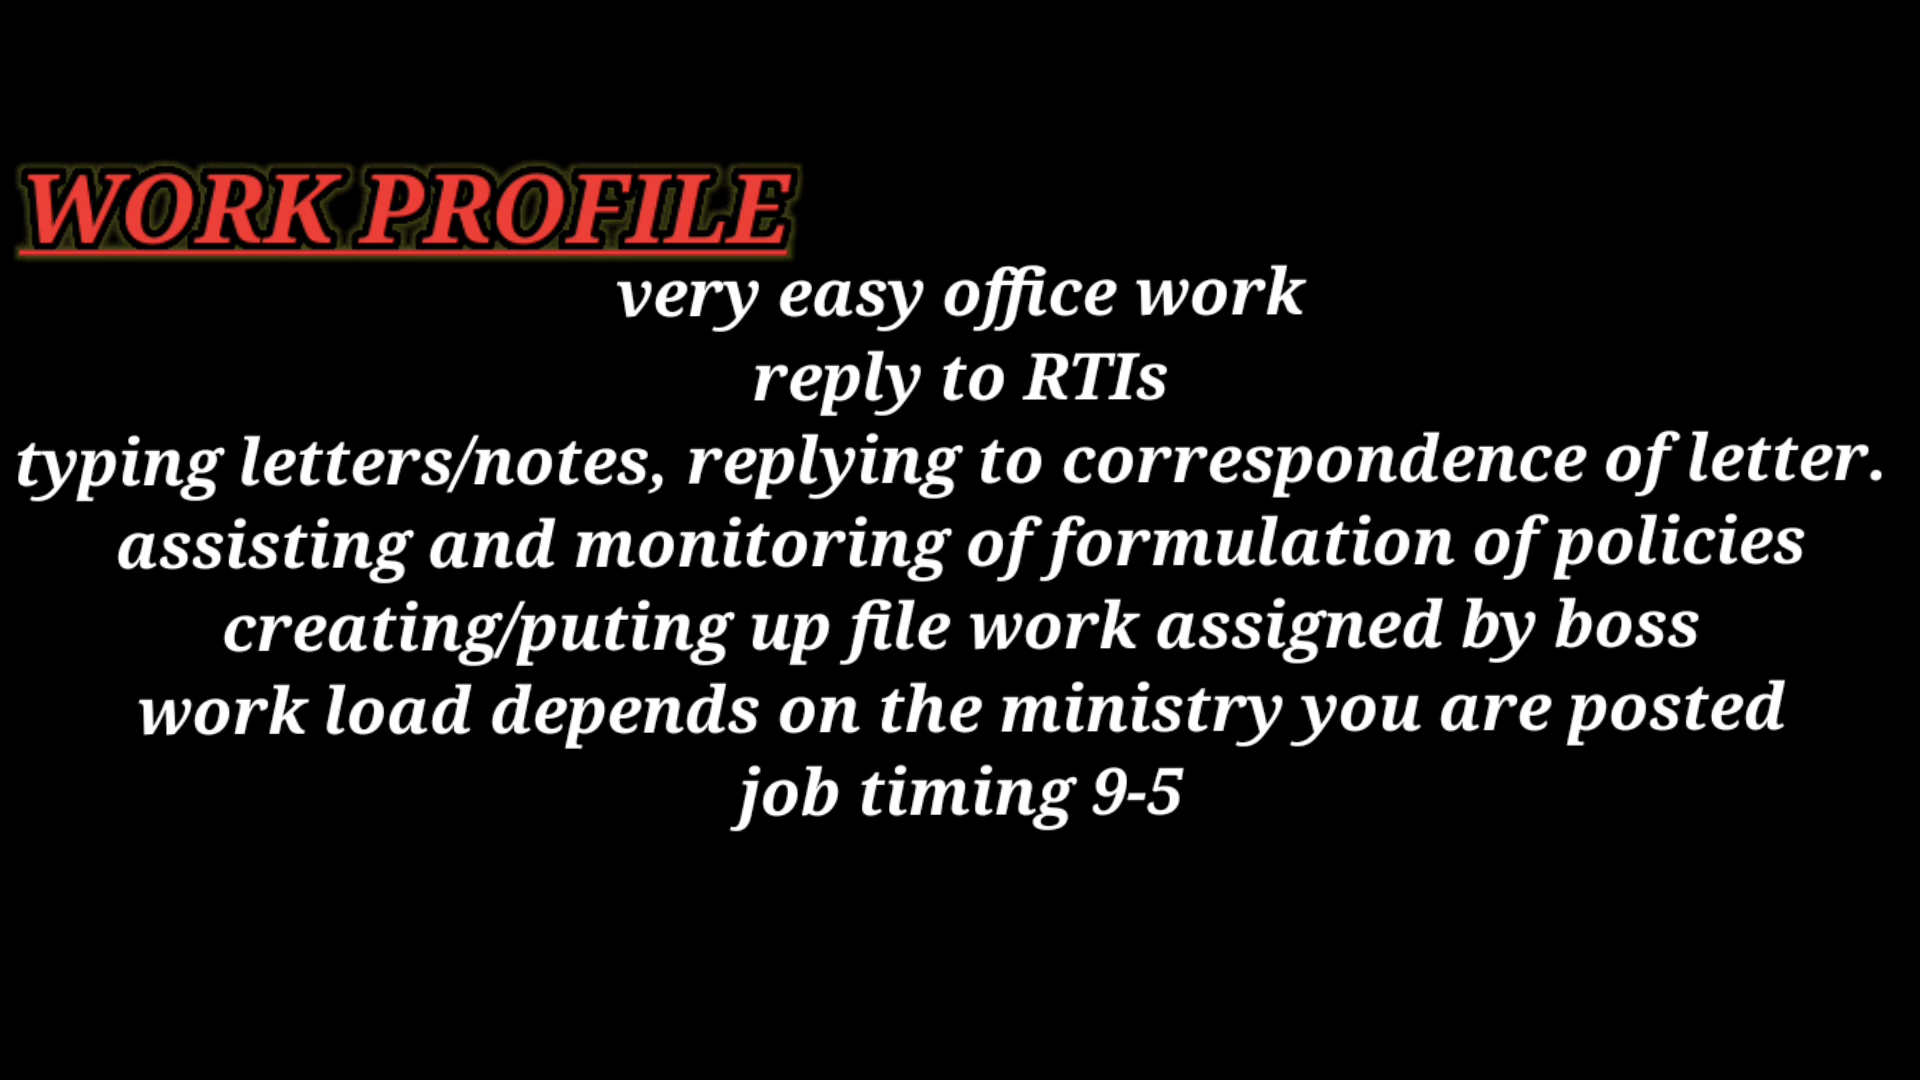 WORK PROFILE
very easy office work
reply to RTIs
typing letters/notes, replying to correspondence of letter.
assisting and monitoring of formulation of policies
creating/puting up file work assigned by boss
work load depends on the ministry you are posted
job timing 9-5